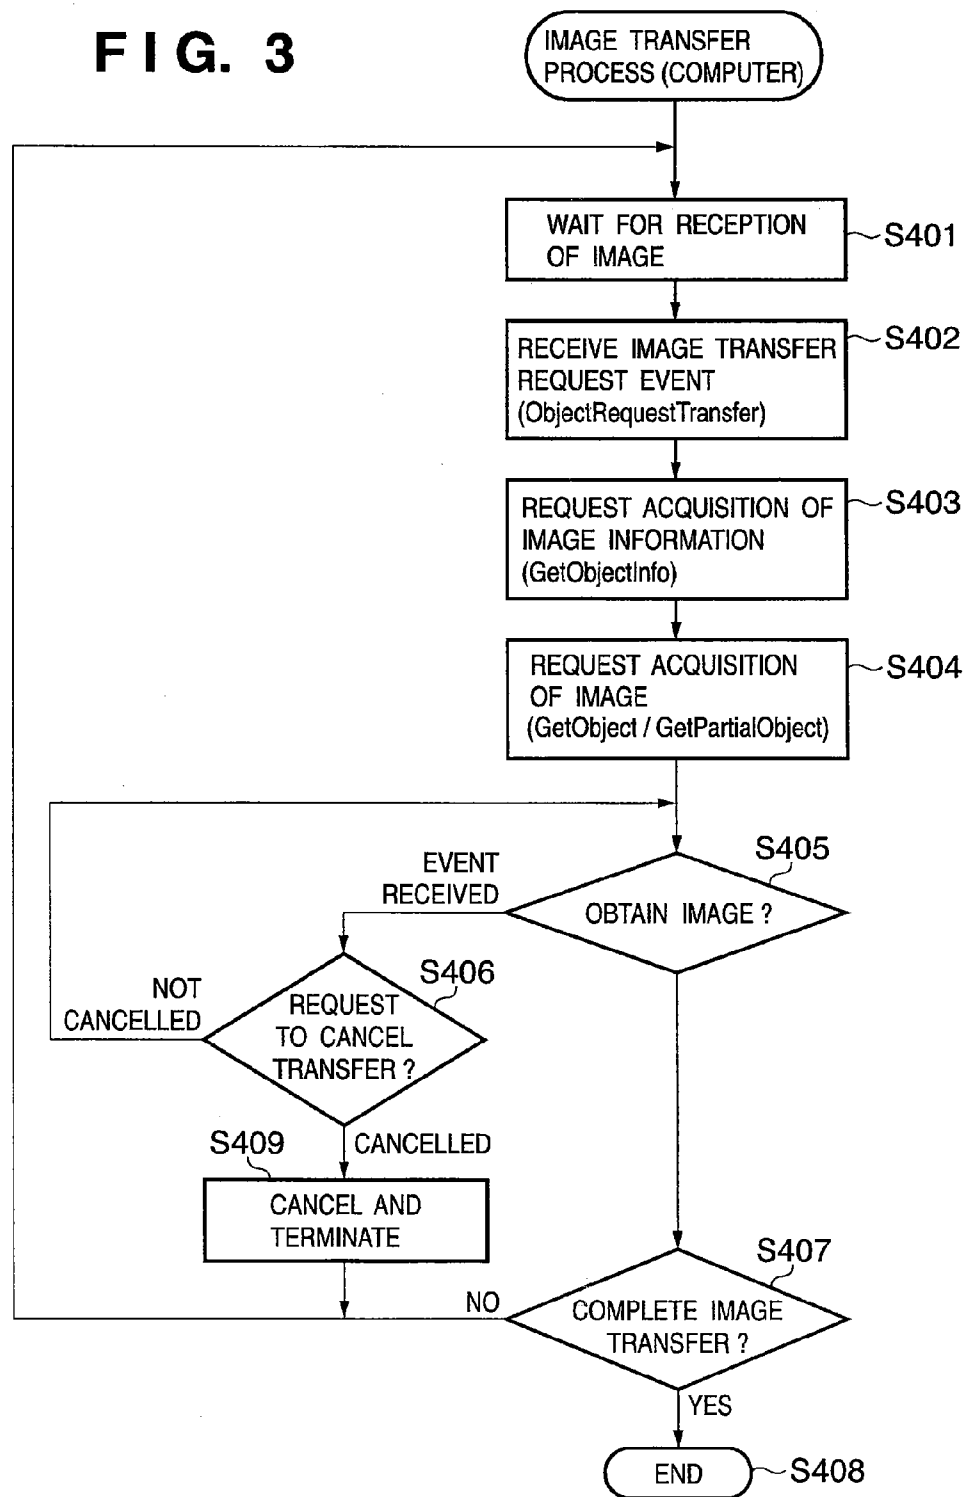 FIG. 3
IMAGE TRANSFER
PROCESS (COMPUTER)
WAIT FOR RECEPTION
OF IMAGE
S401
RECEIVE IMAGE TRANSFER
REQUEST EVENT
(ObjectRequestTransfer)
S402
REQUEST ACQUISITION OF
IMAGE INFORMATION
(GetObjectInfo)
S403
REQUEST ACQUISITION
OF IMAGE
(GetObject / GetPartialObject)
S404
S405
EVENT
RECEIVED
OBTAIN IMAGE ?
S406
NOT
CANCELLED
REQUEST
TO CANCEL
TRANSFER ?
S409
CANCELLED
CANCEL AND
TERMINATE
S407
NO
COMPLETE IMAGE
TRANSFER ?
YES
END
S408